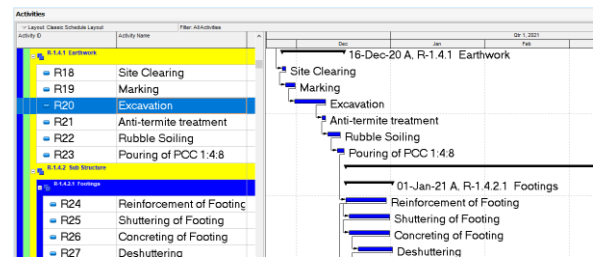 Activities
Layout: Classic Schedule Layout
Filter: All Activities
Activity ID
Activity Name
Qtr 1, 2021
Dec
Jan
Feb
R-1.4.1 Earthwork
16-Dec-20 A, R-1.4.1 Earthwork
R18
Site Clearing
Site Clearing
R19
Marking
Marking
R20
Excavation
Excavation
R21
Anti-termite treatment
Anti-termite treatment
R22
Rubble Soiling
Rubble Soiling
R23
Pouring of PCC 1:4:8
Pouring of PCC 1:4:8
R-1.4.2 Sub Structure
R-1.4.2.1 Footings
01-Jan-21 A, R-1.4.2.1 Footings
R24
Reinforcement of Footing
Reinforcement of Footing
R25
Shuttering of Footing
Shuttering of Footing
R26
Concreting of Footing
Concreting of Footing
R27
Deshuttering
Deshuttering